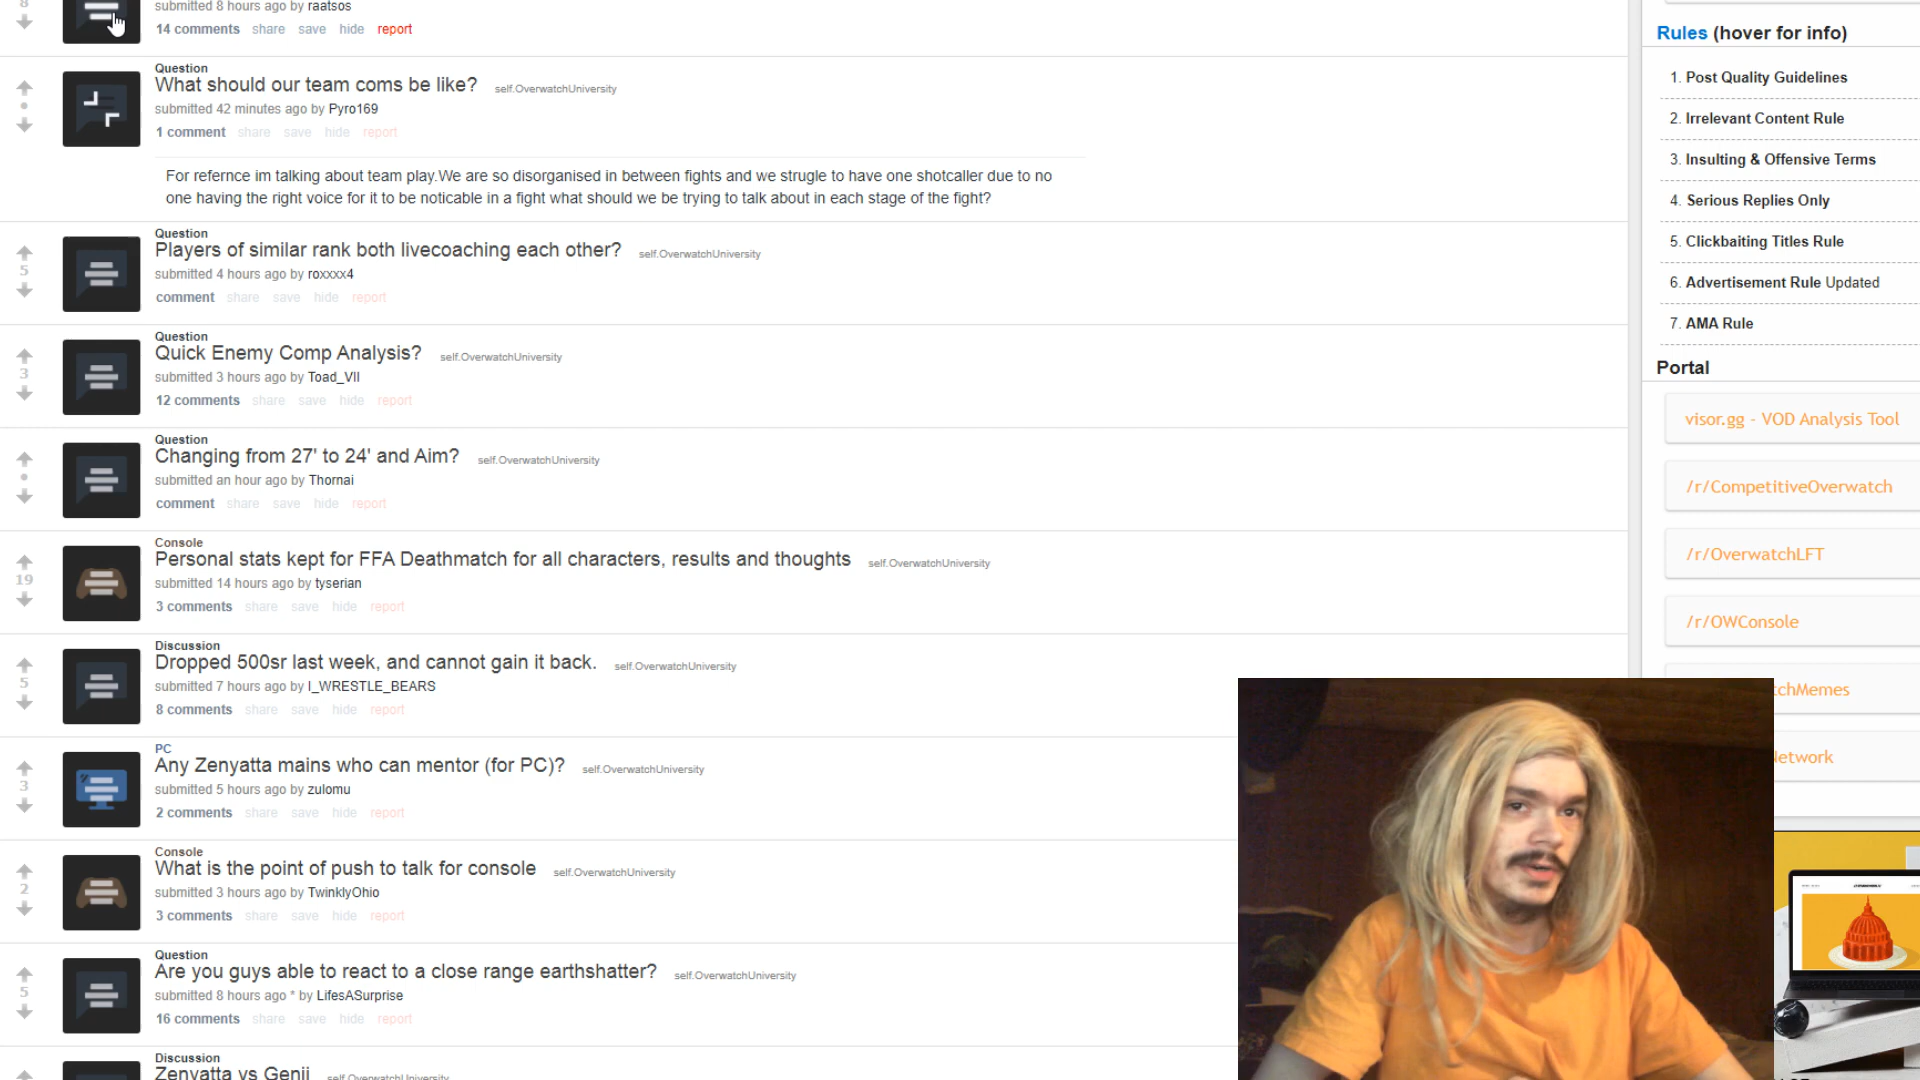 8
submitted 8 hours ago by raatsos
14 comments share save hide report
Question
What should our team coms be like? self.OverwatchUniversity
submitted 42 minutes ago by Pyro169
1 comment share save hide report
For refernce im talking about team play.We are so disorganised in between fights and we strugle to have one shotcaller due to no
one having the right voice for it to be noticable in a fight what should we be trying to talk about in each stage of the fight?
Question
Players of similar rank both livecoaching each other? self.OverwatchUniversity
5
submitted 4 hours ago by roxxxx4
comment share save hide report
Question
Quick Enemy Comp Analysis? self.OverwatchUniversity
3
submitted 3 hours ago by Toad_VII
12 comments share save hide report
Question
Changing from 27' to 24' and Aim? self.OverwatchUniversity
submitted an hour ago by Thornai
comment share save hide report
Console
Personal stats kept for FFA Deathmatch for all characters, results and thoughts self.OverwatchUniversity
19
submitted 14 hours ago by tyserian
3 comments share save hide report
Discussion
Dropped 500sr last week, and cannot gain it back. self.OverwatchUniversity
5
submitted 7 hours ago by I_WRESTLE_BEARS
8 comments share save hide report
PC
Any Zenyatta mains who can mentor (for PC)? self.OverwatchUniversity
3
submitted 5 hours ago by zulomu
2 comments share save hide report
Console
What is the point of push to talk for console self.OverwatchUniversity
2
submitted 3 hours ago by TwinklyOhio
3 comments share save hide report
Question
Are you guys able to react to a close range earthshatter? self.OverwatchUniversity
5
submitted 8 hours ago * by LifesASurprise
16 comments share save hide report
Discussion
Zenyatta vs Genji self.OverwatchUniversity
Rules (hover for info)
1. Post Quality Guidelines
2. Irrelevant Content Rule
3. Insulting & Offensive Terms
4. Serious Replies Only
5. Clickbaiting Titles Rule
6. Advertisement Rule Updated
7. AMA Rule
Portal
visor.gg - VOD Analysis Tool
/r/CompetitiveOverwatch
/r/OverwatchLFT
/r/OWConsole
tchMemes
Network